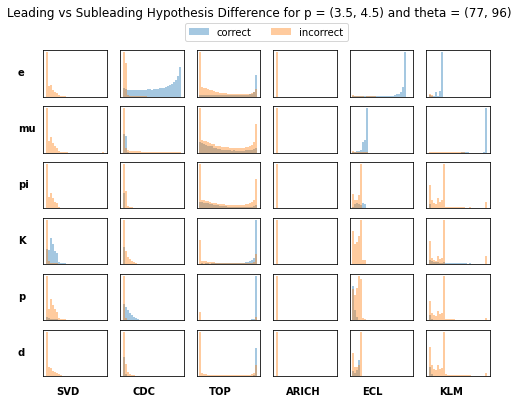 Leading vs Subleading Hypothesis Difference for p = (3.5, 4.5) and theta = (77, 96)
correct incorrect
e
mu
pi
K
p
d
SVD CDC TOP ARICH ECL KLM